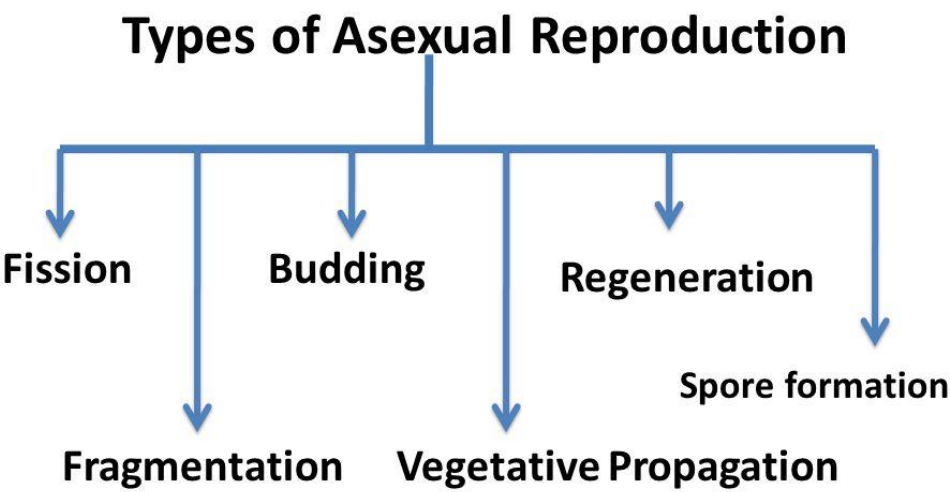 Types of Asexual Reproduction
Fission
Budding
Regeneration
Spore formation
Fragmentation
Vegetative Propagation